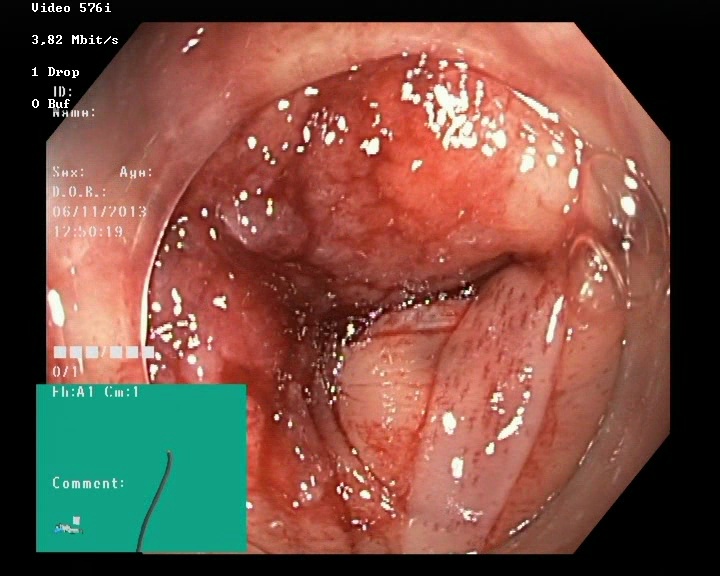 Video 576i
3,82 Mbit/s
1 Drop
ID:
0 Buf
Name:
Sex: Age:
D.O.B.:
06/11/2013
12:50:19
0/1
Eh:A1 Cm:1
Comment: